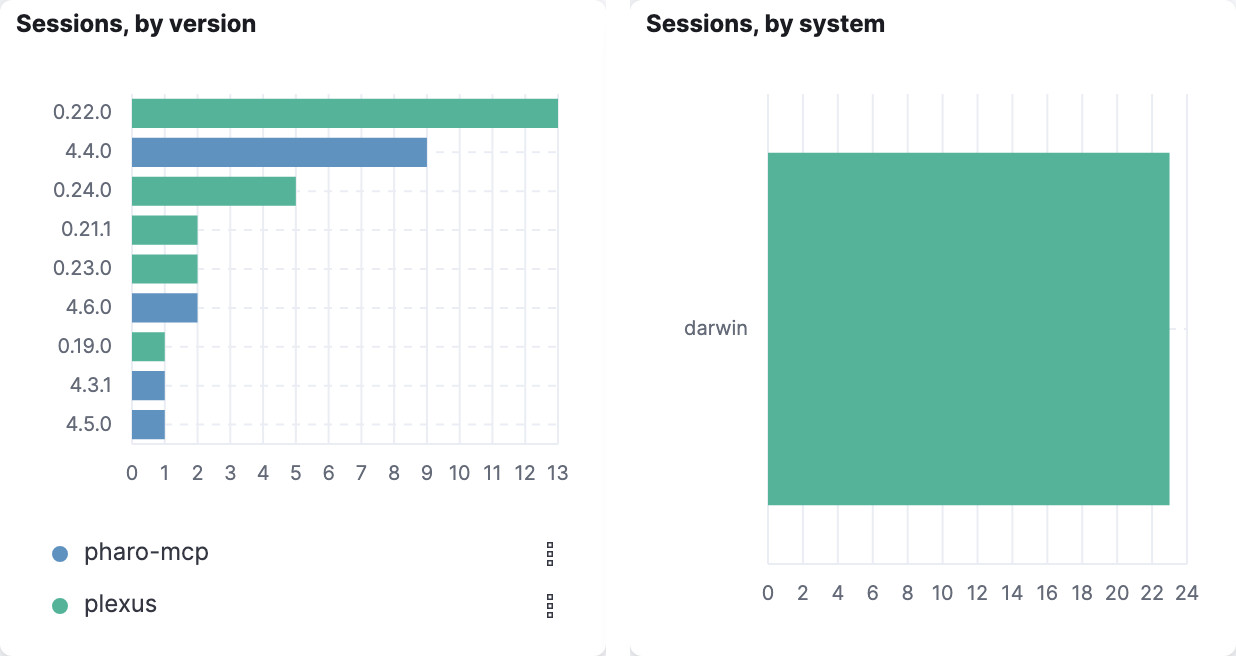 Sessions, by version
0.22.0
4.4.0
0.24.0
0.21.1
0.23.0
4.6.0
0.19.0
4.3.1
4.5.0
0 1 2 3 4 5 6 7 8 9 10 11 12 13
pharo-mcp
plexus
Sessions, by system
darwin
0 2 4 6 8 10 12 14 16 18 20 22 24